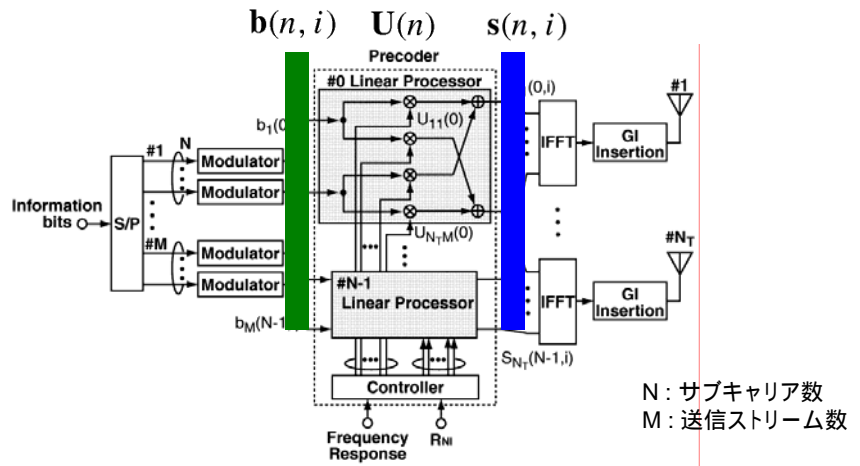 b(n, i) U(n) s(n, i)
Precoder
#0 Linear Processor
b1(0
U11(0)
(0,i)
#1
IFFT
GI
Insertion
#1
N
Modulator
Modulator
Information
bits
S/P
UNTM(0)
#M
Modulator
Modulator
#N-1
Linear Processor
bM(N-1
#NT
IFFT
GI
Insertion
SNT(N-1,i)
Controller
Frequency
Response
RNI
N : サブキャリア数
M : 送信ストリーム数